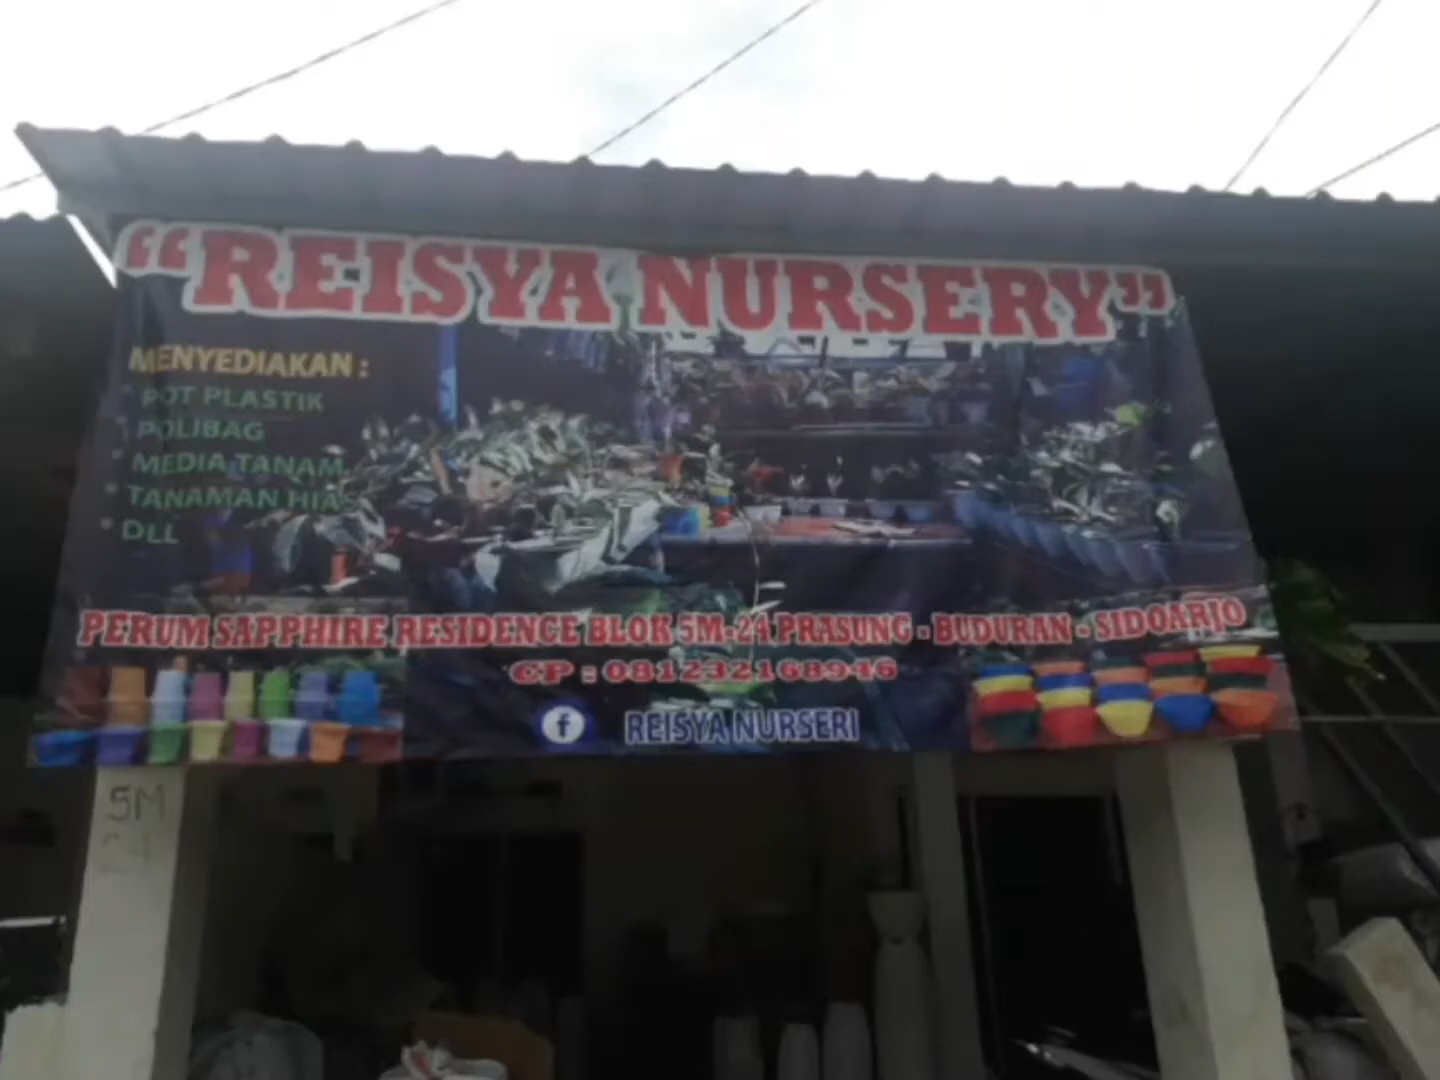 “REISYA NURSERY”
MENYEDIAKAN :
* POT PLASTIK
* POLIBAG
* MEDIA TANAM
* TANAMAN HIAS
* DLL
PERUM SAPPHIRE RESIDENCE BLOK 5M-24 PRASUNG - BUDURAN - SIDOARJO
CP : 081232168946
f REISYA NURSERI
5M
24